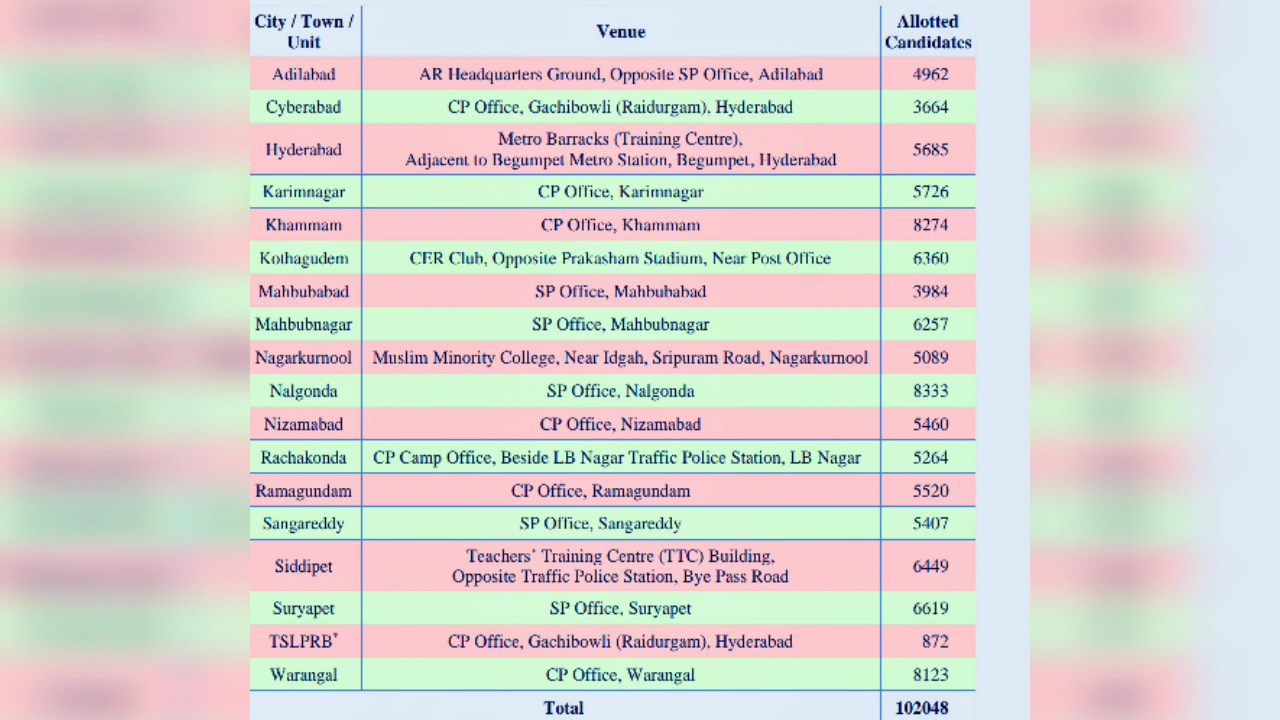 City / Town / Unit Venue Allotted Candidates
Adilabad AR Headquarters Ground, Opposite SP Office, Adilabad 4962
Cyberabad CP Office, Gachibowli (Raidurgam), Hyderabad 3664
Hyderabad Metro Barracks (Training Centre),
Adjacent to Begumpet Metro Station, Begumpet, Hyderabad 5685
Karimnagar CP Office, Karimnagar 5726
Khammam CP Office, Khammam 8274
Kothagudem CER Club, Opposite Prakasham Stadium, Near Post Office 6360
Mahbubabad SP Office, Mahbubabad 3984
Mahbubnagar SP Office, Mahbubnagar 6257
Nagarkurnool Muslim Minority College, Near Idgah, Sripuram Road, Nagarkurnool 5089
Nalgonda SP Office, Nalgonda 8333
Nizamabad CP Office, Nizamabad 5460
Rachakonda CP Camp Office, Beside LB Nagar Traffic Police Station, LB Nagar 5264
Ramagundam CP Office, Ramagundam 5520
Sangareddy SP Office, Sangareddy 5407
Siddipet Teachers' Training Centre (TTC) Building,
Opposite Traffic Police Station, Bye Pass Road 6449
Suryapet SP Office, Suryapet 6619
TSLPRB* CP Office, Gachibowli (Raidurgam), Hyderabad 872
Warangal CP Office, Warangal 8123
Total 102048